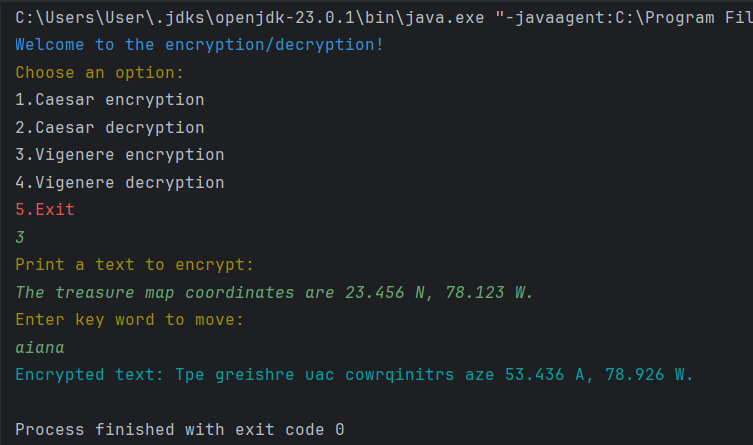 C:\Users\User\.jdks\openjdk-23.0.1\bin\java.exe "-javaagent:C:\Program Fil
Welcome to the encryption/decryption!
Choose an option:
1.Caesar encryption
2.Caesar decryption
3.Vigenere encryption
4.Vigenere decryption
5.Exit
3
Print a text to encrypt:
The treasure map coordinates are 23.456 N, 78.123 W.
Enter key word to move:
aiana
Encrypted text: Tpe greishre uac cowrqinitrs aze 53.436 A, 78.926 W.
Process finished with exit code 0